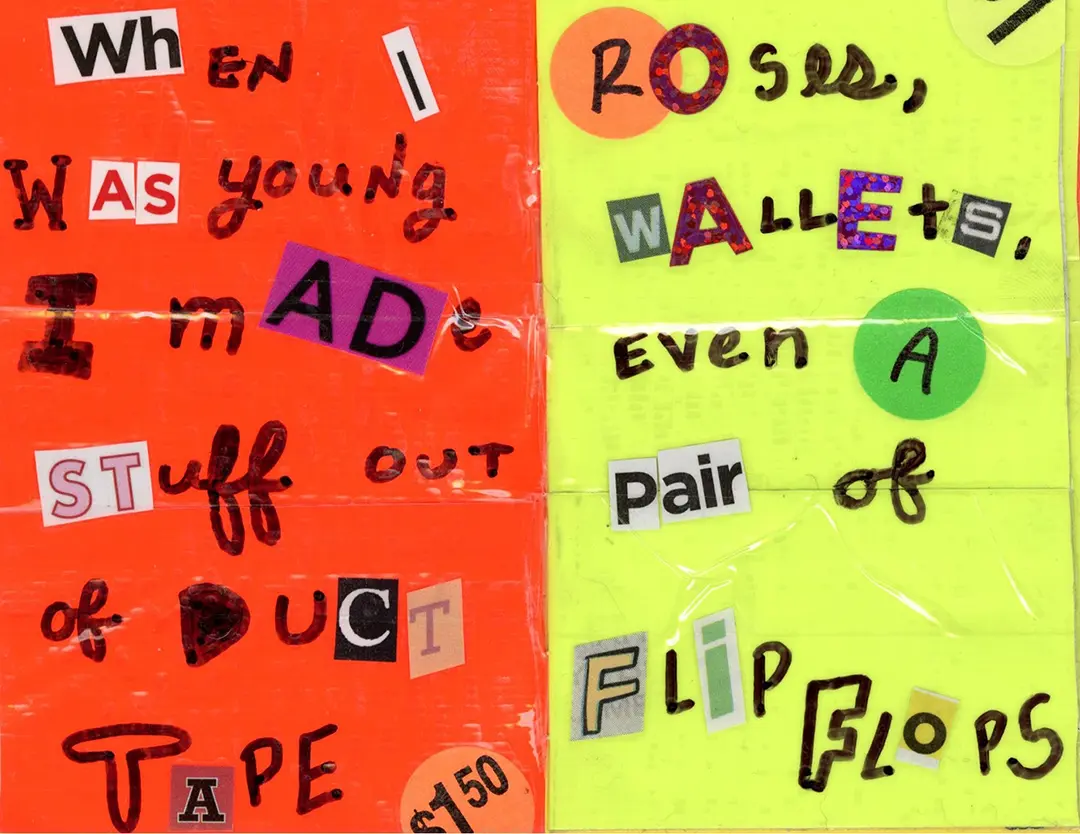 WhEN I
WAS youNg
I mADe
STuff OUT
of DUCT
TAPE
$1.50
ROses,
WALLEtS,
EVen A
Pair of
FLiP
FLOPS